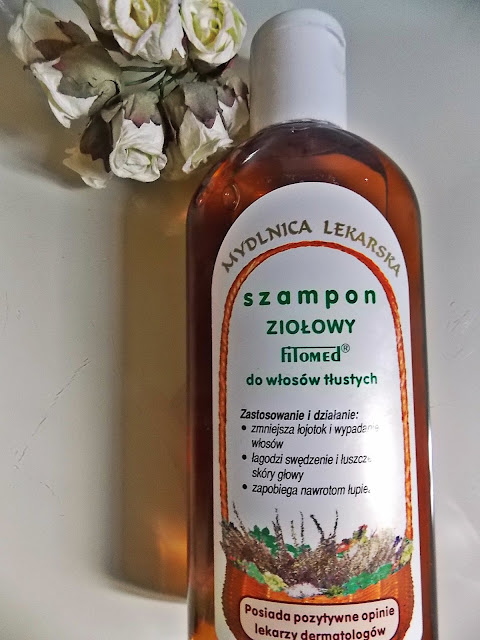 MYDLNICA LEKARSKA
szampon
ZIOŁOWY
fiTOMED®
do włosów tłustych
Zastosowanie i działanie:
• zmniejsza łojotok i wypadanie
włosów
• łagodzi swędzenie i łuszcz
skóry głowy
• zapobiega nawrotom łupie
Posiada pozytywne opinie
lekarzy dermatologów